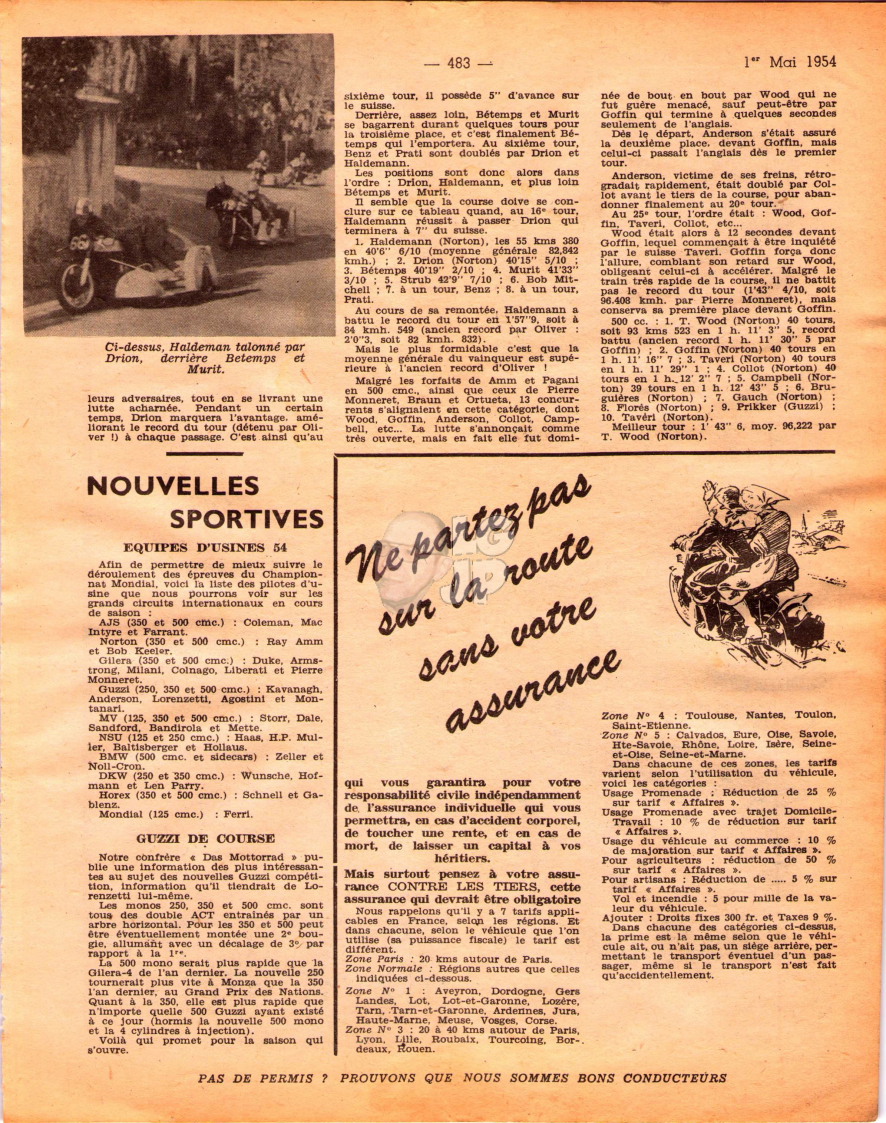 — 483 —
1er Mai 1954
Ci-dessus, Haldeman talonné par
Drion, derrière Betemps et
Murit.
leurs adversaires, tout en se livrant une
lutte acharnée. Pendant un certain
temps, Drion marquera l'avantage, amé-
liorant le record du tour (détenu par Oli-
ver !) à chaque passage. C'est ainsi qu'au
sixième tour, il possède 5" d'avance sur
le suisse.
Derrière, assez loin, Bétemps et Murit
se bagarrent durant quelques tours pour
la troisième place, et c'est finalement Bé-
temps qui l'emportera. Au sixième tour,
Benz et Prati sont doublés par Drion et
Haldemann.
Les positions sont donc alors dans
l'ordre : Drion, Haldemann, et plus loin
Bétemps et Murit.
Il semble que la course doive se con-
clure sur ce tableau quand, au 16e tour,
Haldemann réussit à passer Drion qui
terminera à 7" du suisse.
1. Haldemann (Norton), les 55 kms 380
en 40'6" 6/10 (moyenne générale 82,842
kmh.) ; 2. Drion (Norton) 40'15" 5/10 ;
3. Bétemps 40'19" 2/10 ; 4. Murit 41'33"
3/10 ; 5. Strub 42'9" 7/10 ; 6. Bob Mit-
chell ; 7. à un tour, Benz ; 8. à un tour,
Prati.
Au cours de sa remontée, Haldemann a
battu le record du tour en 1'57"9, soit à
84 kmh. 549 (ancien record par Oliver :
2'0"3, soit 82 kmh. 832).
Mais le plus formidable c'est que la
moyenne générale du vainqueur est supé-
rieure à l'ancien record d'Oliver !
Malgré les forfaits de Amm et Pagani
en 500 cmc., ainsi que ceux de Pierre
Monneret, Braun et Ortueta, 13 concur-
rents s'alignaient en cette catégorie, dont
Wood, Goffin, Anderson, Collot, Camp-
bell, etc... La lutte s'annonçait comme
très ouverte, mais en fait elle fut domi-
née de bout en bout par Wood qui ne
fut guère menacé, sauf peut-être par
Goffin qui termine à quelques secondes
seulement de l'anglais.
Dès le départ, Anderson s'était assuré
la deuxième place, devant Goffin, mais
celui-ci passait l'anglais dès le premier
tour.
Anderson, victime de ses freins, rétro-
gradait rapidement, était doublé par Col-
lot avant le tiers de la course, pour aban-
donner finalement au 20e tour.
Au 25e tour, l'ordre était : Wood, Gof-
fin, Taveri, Collot, etc...
Wood était alors à 12 secondes devant
Goffin, lequel commençait à être inquiété
par le suisse Taveri. Goffin força donc
l'allure, comblant son retard sur Wood,
obligeant celui-ci à accélérer. Malgré le
train très rapide de la course, il ne battit
pas le record du tour (1'43" 4/10, soit
96.408 kmh. par Pierre Monneret), mais
conserva sa première place devant Goffin.
500 cc. : 1. T. Wood (Norton) 40 tours,
soit 93 kms 523 en 1 h. 11' 3" 5, record
battu (ancien record 1 h. 11' 30" 5 par
Goffin) ; 2. Goffin (Norton) 40 tours en
1 h. 11' 16" 7 ; 3. Taveri (Norton) 40 tours
en 1 h. 11' 29" 1 ; 4. Collot (Norton) 40
tours en 1 h. 12' 2" 7 ; 5. Campbell (Nor-
ton) 39 tours en 1 h. 12' 43" 5 ; 6. Bru-
guières (Norton) ; 7. Gauch (Norton) ;
8. Florés (Norton) ; 9. Prikker (Guzzi) ;
10. Tavéri (Norton).
Meilleur tour : 1' 43" 6, moy. 96,222 par
T. Wood (Norton).
NOUVELLES
SPORTIVES
EQUIPES D'USINES 54
Afin de permettre de mieux suivre le
déroulement des épreuves du Champion-
nat Mondial, voici la liste des pilotes d'u-
sine que nous pourrons voir sur les
grands circuits internationaux en cours
de saison :
AJS (350 et 500 cmc.) : Coleman, Mac
Intyre et Farrant.
Norton (350 et 500 cmc.) : Ray Amm
et Bob Keeler.
Gilera (350 et 500 cmc.) : Duke, Arms-
trong, Milani, Colnago, Liberati et Pierre
Monneret.
Guzzi (250, 350 et 500 cmc.) : Kavanagh,
Anderson, Lorenzetti, Agostini et Mon-
tanari.
MV (125, 350 et 500 cmc.) : Storr, Dale,
Sandford, Bandirola et Mette.
NSU (125 et 250 cmc.) : Haas, H.P. Mul-
ler, Baltisberger et Hollaus.
BMW (500 cmc. et sidecars) : Zeller et
Noll-Cron.
DKW (250 et 350 cmc.) : Wunsche, Hof-
mann et Len Parry.
Horex (350 et 500 cmc.) : Schnell et Ga-
blenz.
Mondial (125 cmc.) : Ferri.
GUZZI DE COURSE
Notre confrère « Das Mottorrad » pu-
blie une information des plus intéressan-
tes au sujet des nouvelles Guzzi compéti-
tion, information qu'il tiendrait de Lo-
renzetti lui-même.
Les monos 250, 350 et 500 cmc. sont
tous des double ACT entraînés par un
arbre horizontal. Pour les 350 et 500 peut
être éventuellement montée une 2e bou-
gie, allumant avec un décalage de 3° par
rapport à la 1re.
La 500 mono serait plus rapide que la
Gilera-4 de l'an dernier. La nouvelle 250
tournerait plus vite à Monza que la 350
l'an dernier, au Grand Prix des Nations.
Quant à la 350, elle est plus rapide que
n'importe quelle 500 Guzzi ayant existé
à ce jour (hormis la nouvelle 500 mono
et la 4 cylindres à injection).
Voilà qui promet pour la saison qui
s'ouvre.
Ne partez pas
sur la route
sans votre
assurance
LG
JP
qui vous garantira pour votre
responsabilité civile indépendamment
de l'assurance individuelle qui vous
permettra, en cas d'accident corporel,
de toucher une rente, et en cas de
mort, de laisser un capital à vos
héritiers.
Mais surtout pensez à votre assu-
rance CONTRE LES TIERS, cette
assurance qui devrait être obligatoire
Nous rappelons qu'il y a 7 tarifs appli-
cables en France, selon les régions. Et
dans chacune, selon le véhicule que l'on
utilise (sa puissance fiscale) le tarif est
différent.
Zone Paris : 20 kms autour de Paris.
Zone Normale : Régions autres que celles
indiquées ci-dessous.
Zone N° 1 : Aveyron, Dordogne, Gers
Landes, Lot, Lot-et-Garonne, Lozère,
Tarn, Tarn-et-Garonne, Ardennes, Jura,
Haute-Marne, Meuse, Vosges, Corse.
Zone N° 3 : 20 à 40 kms autour de Paris,
Lyon, Lille, Roubaix, Tourcoing, Bor-
deaux, Rouen.
Zone N° 4 : Toulouse, Nantes, Toulon,
Saint-Etienne.
Zone N° 5 : Calvados, Eure, Oise, Savoie,
Hte-Savoie, Rhône, Loire, Isère, Seine-
et-Oise, Seine-et-Marne.
Dans chacune de ces zones, les tarifs
varient selon l'utilisation du véhicule,
voici les catégories :
Usage Promenade : Réduction de 25 %
sur tarif « Affaires ».
Usage Promenade avec trajet Domicile-
Travail : 10 % de réduction sur tarif
« Affaires ».
Usage du véhicule au commerce : 10 %
de majoration sur tarif « Affaires ».
Pour agriculteurs : réduction de 50 %
sur tarif « Affaires ».
Pour artisans : Réduction de ..... 5 % sur
tarif « Affaires ».
Vol et incendie : 5 pour mille de la va-
leur du véhicule.
Ajouter : Droits fixes 300 fr. et Taxes 9 %.
Dans chacune des catégories ci-dessus,
la prime est la même selon que le véhi-
cule ait, ou n'ait pas, un siège arrière, per-
mettant le transport éventuel d'un pas-
sager, même si le transport n'est fait
qu'accidentellement.
PAS DE PERMIS ? PROUVONS QUE NOUS SOMMES BONS CONDUCTEURS